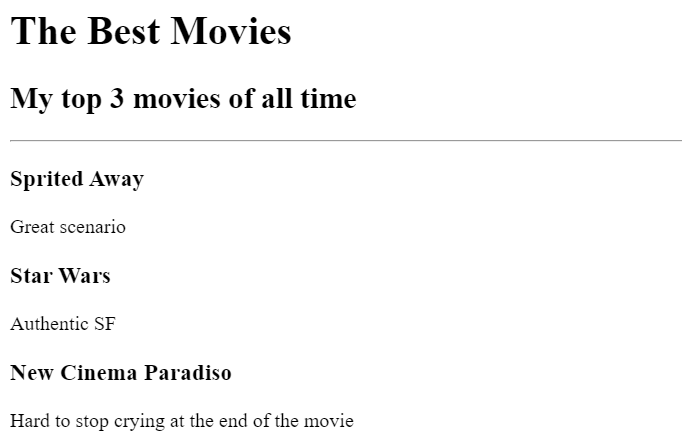 The Best Movies
My top 3 movies of all time
Sprited Away
Great scenario
Star Wars
Authentic SF
New Cinema Paradiso
Hard to stop crying at the end of the movie